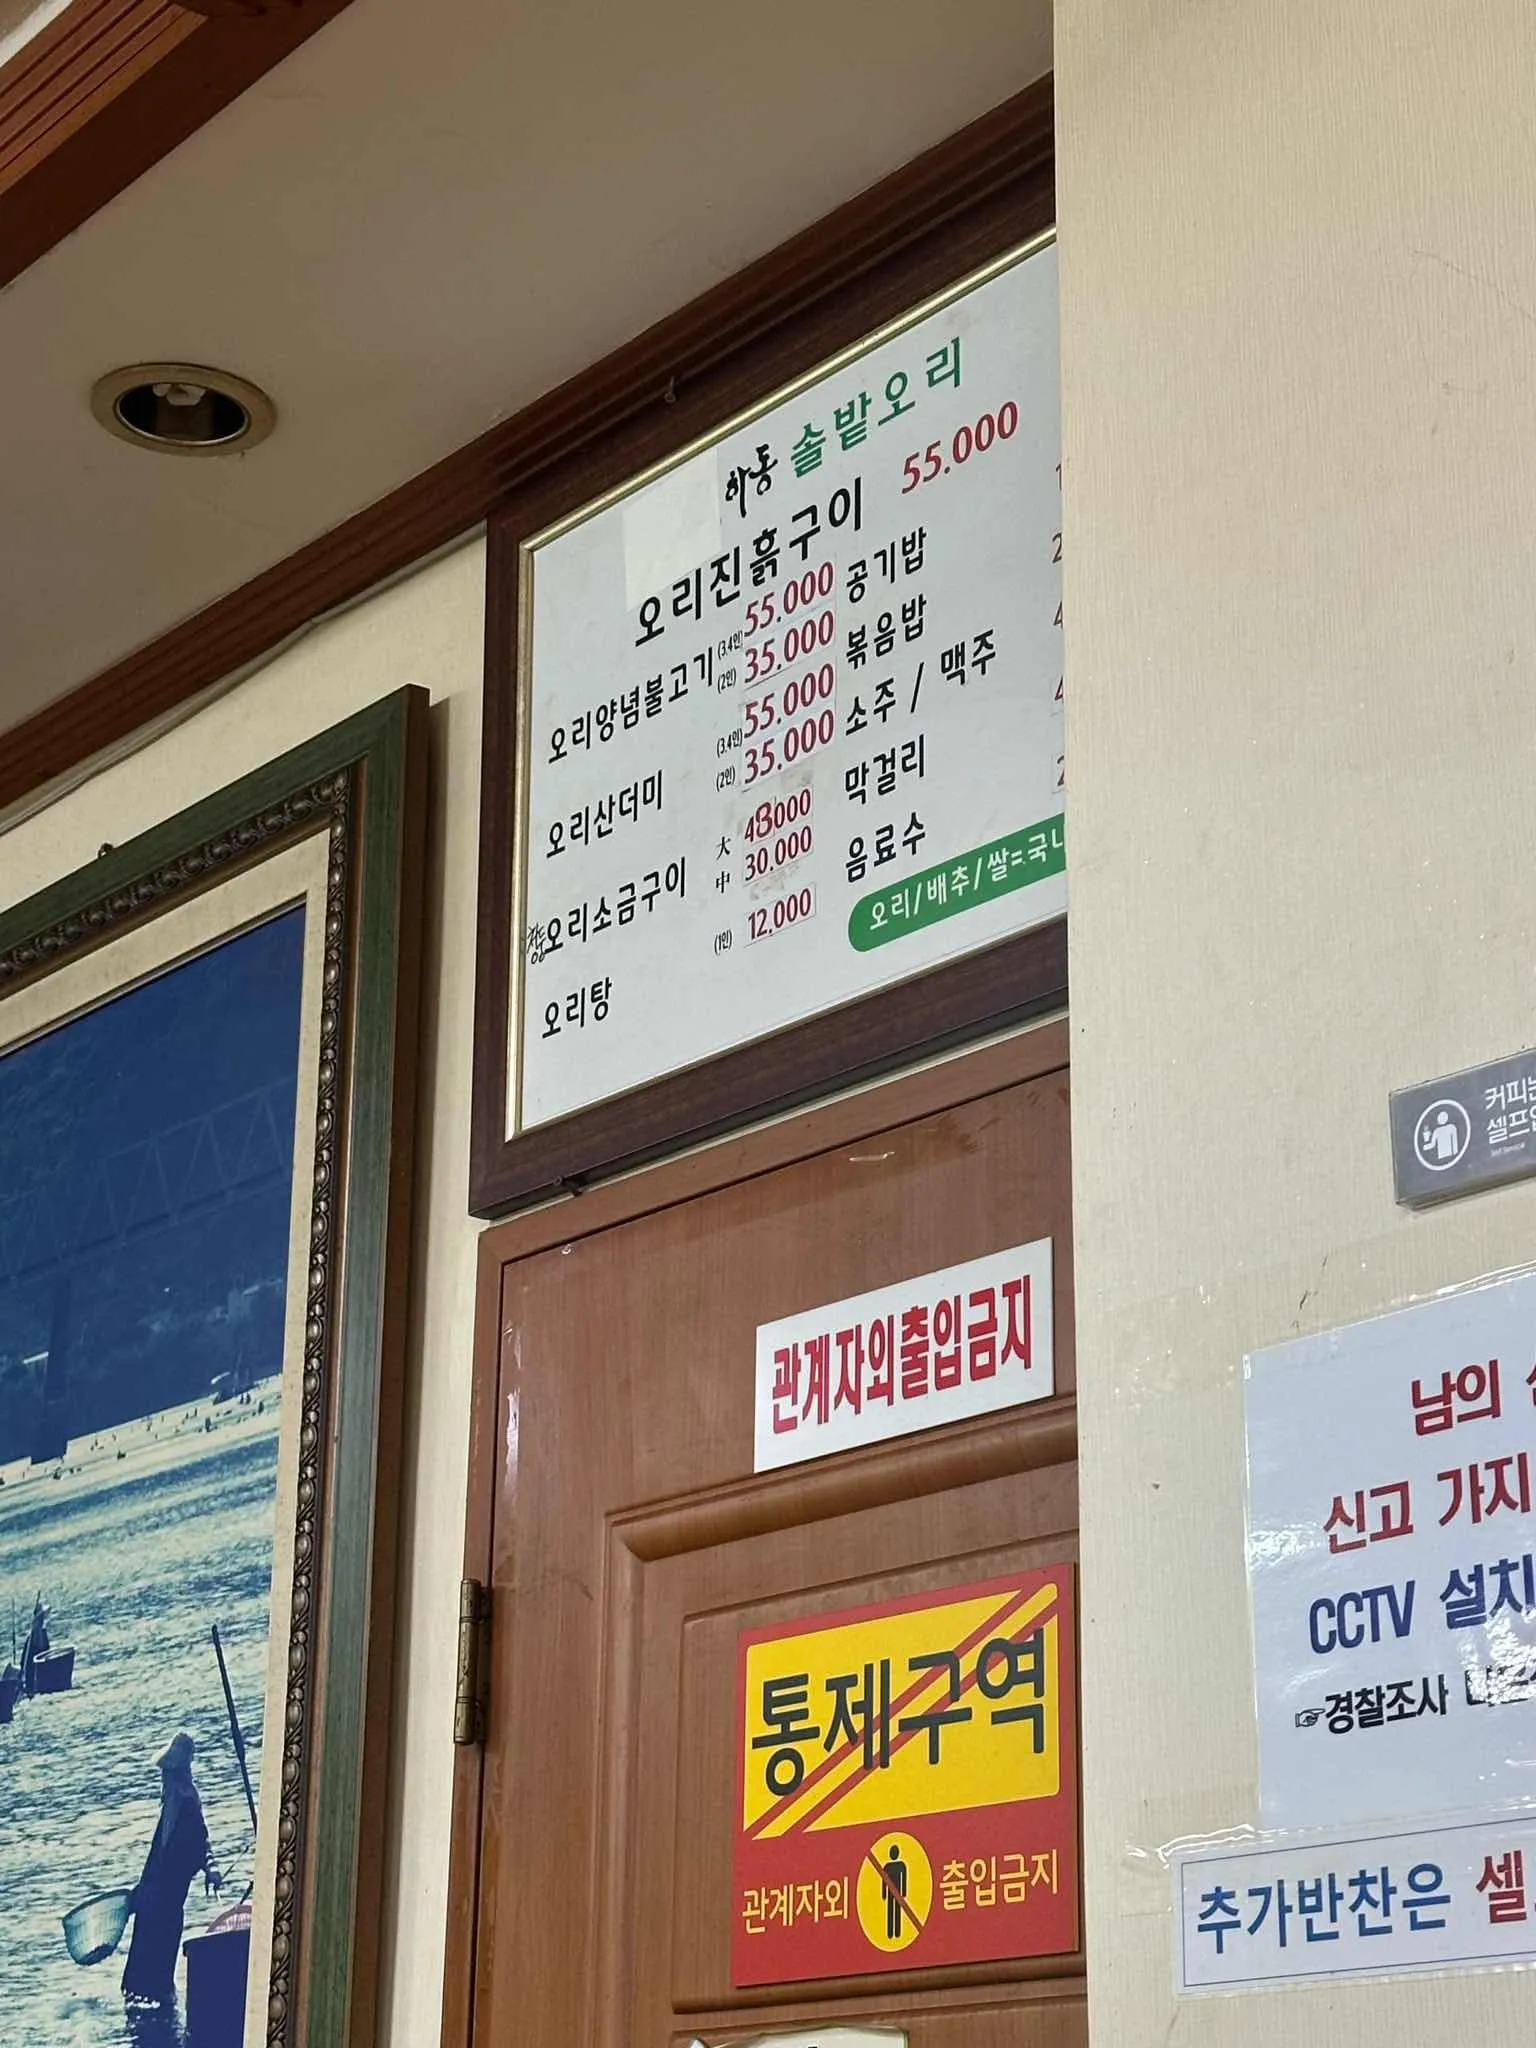 하동 솔밭오리
오리진흙구이 55.000
오리양념불고기 (3.4인) 55.000
(2인) 35.000
오리산더미 (3.4인) 55.000
(2인) 35.000
오리소금구이 大 48000
中 30.000
오리탕 (1인) 12.000
공기밥
볶음밥
소주 / 맥주
막걸리
음료수
오리/배추/쌀=국
관계자외출입금지
통제구역
관계자외 출입금지
커피는
셀프
남의
신고 가지
CCTV 설치
☞경찰조사
추가반찬은 셀